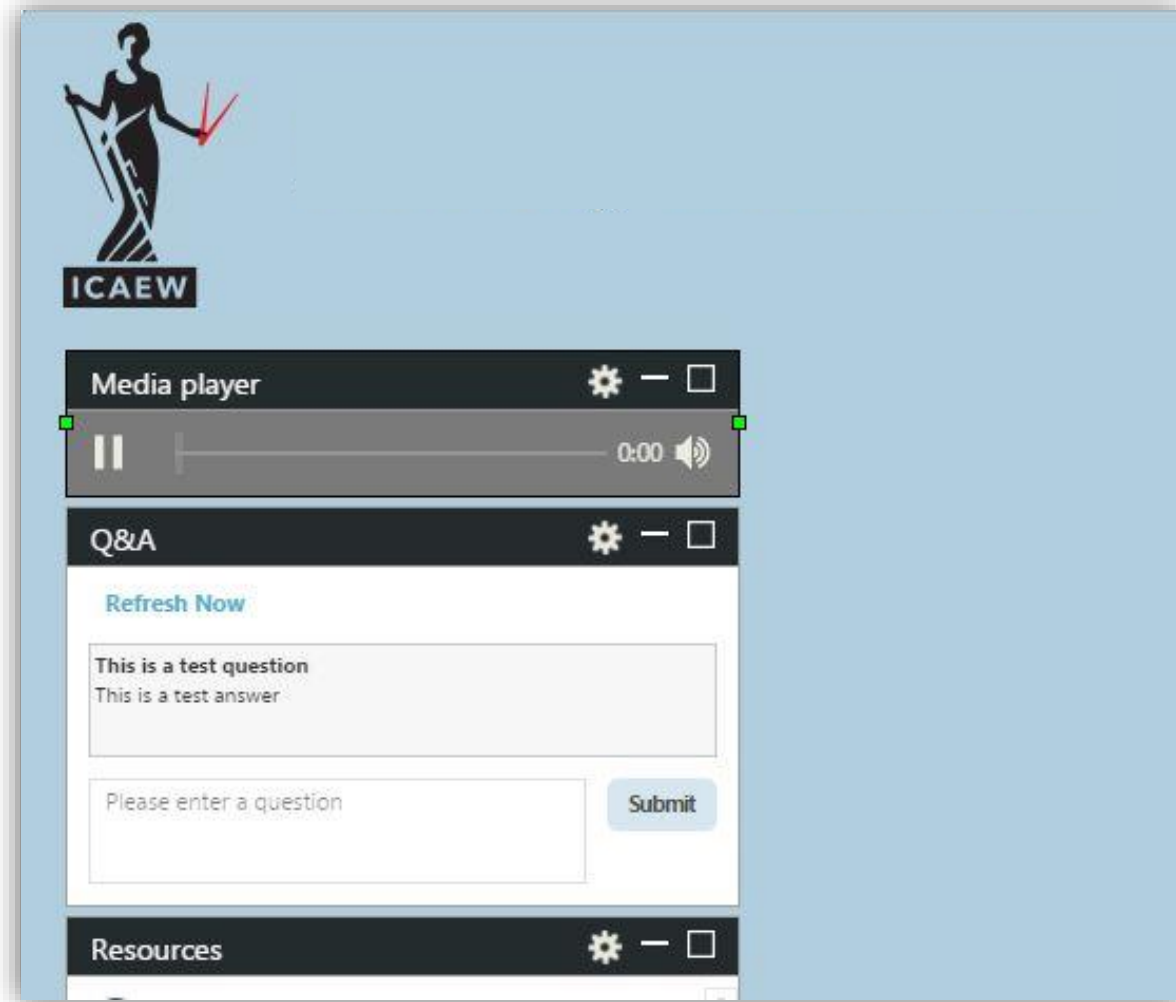 ICAEW
Media player
0:00
Q&A
Refresh Now
This is a test question
This is a test answer
Please enter a question
Submit
Resources